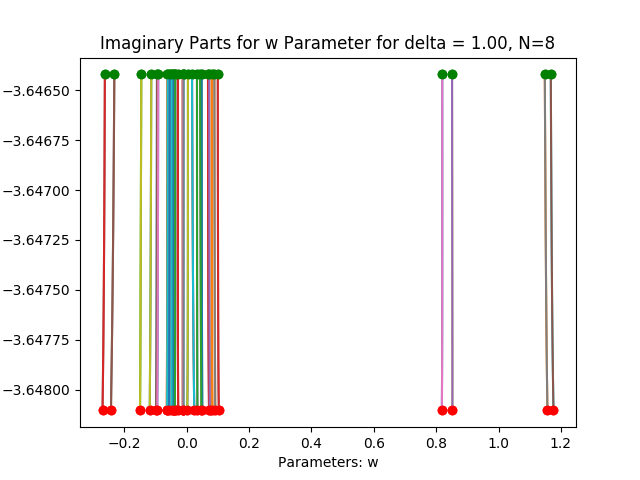 Imaginary Parts for w Parameter for delta = 1.00, N=8
−3.64650
−3.64675
−3.64700
−3.64725
−3.64750
−3.64775
−3.64800
−0.2 0.0 0.2 0.4 0.6 0.8 1.0 1.2
Parameters: w